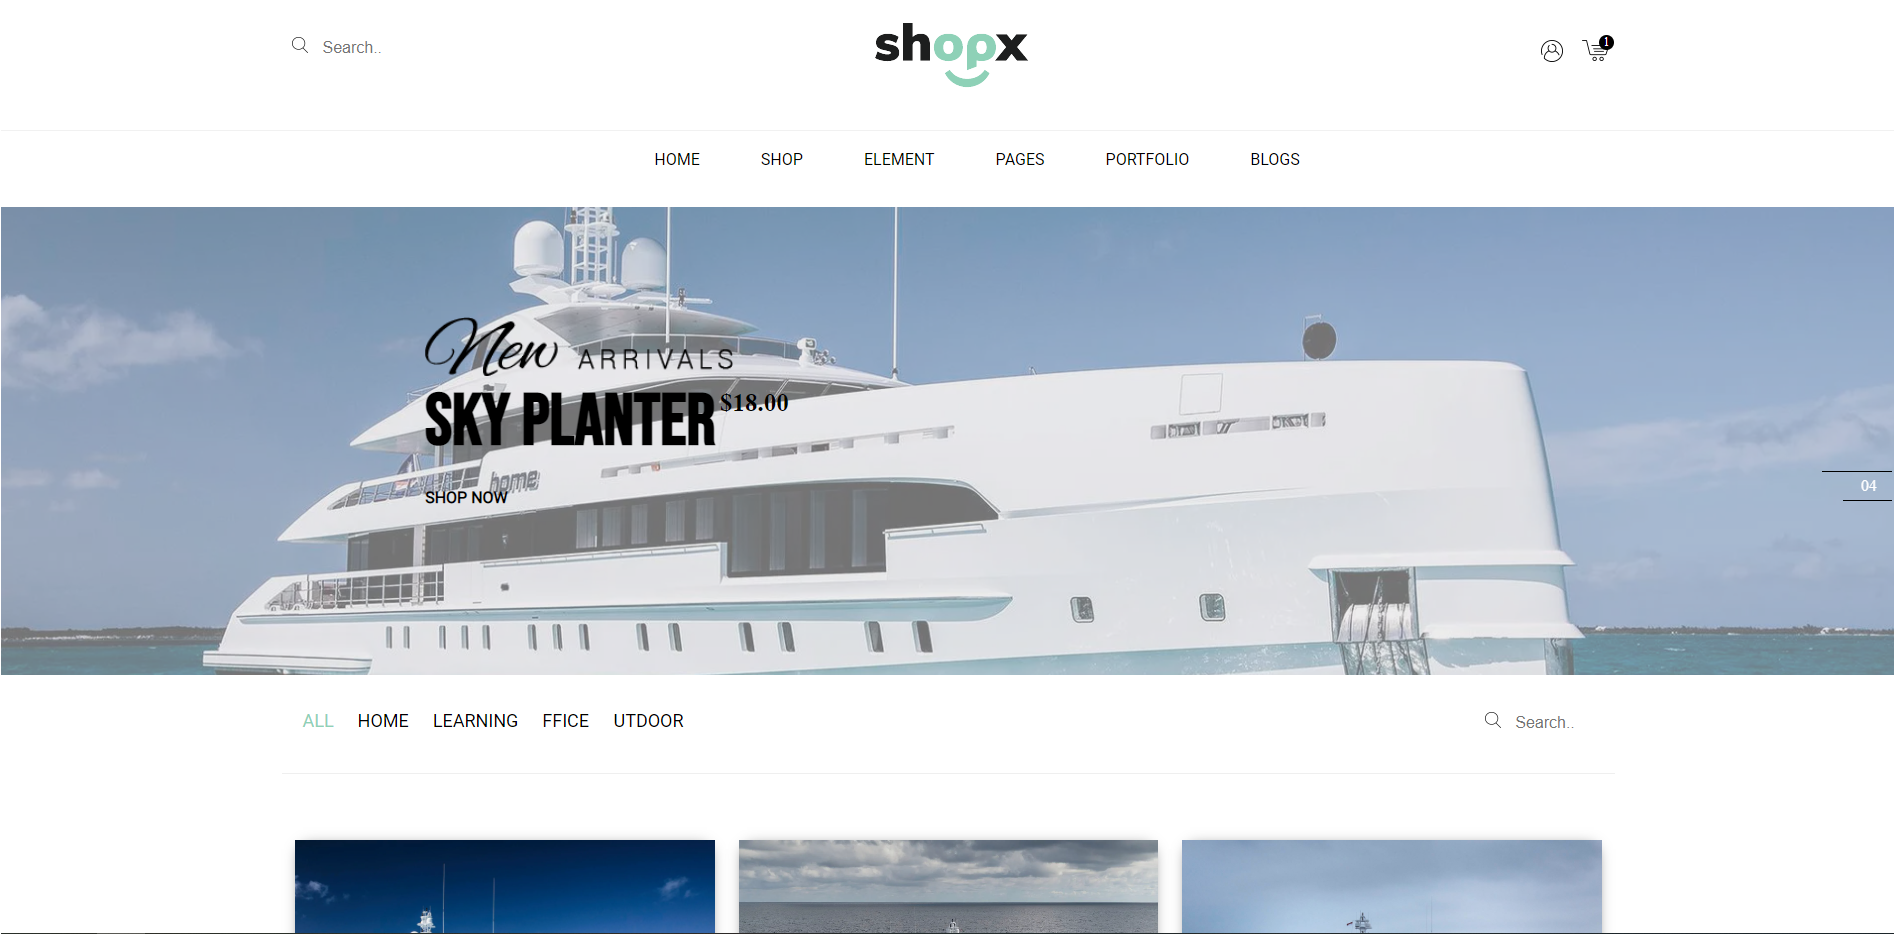 Search..
shopx
1
HOME SHOP ELEMENT PAGES PORTFOLIO BLOGS
New ARRIVALS
SKY PLANTER $18.00
home
SHOP NOW
04
ALL HOME LEARNING FFICE UTDOOR
Search..